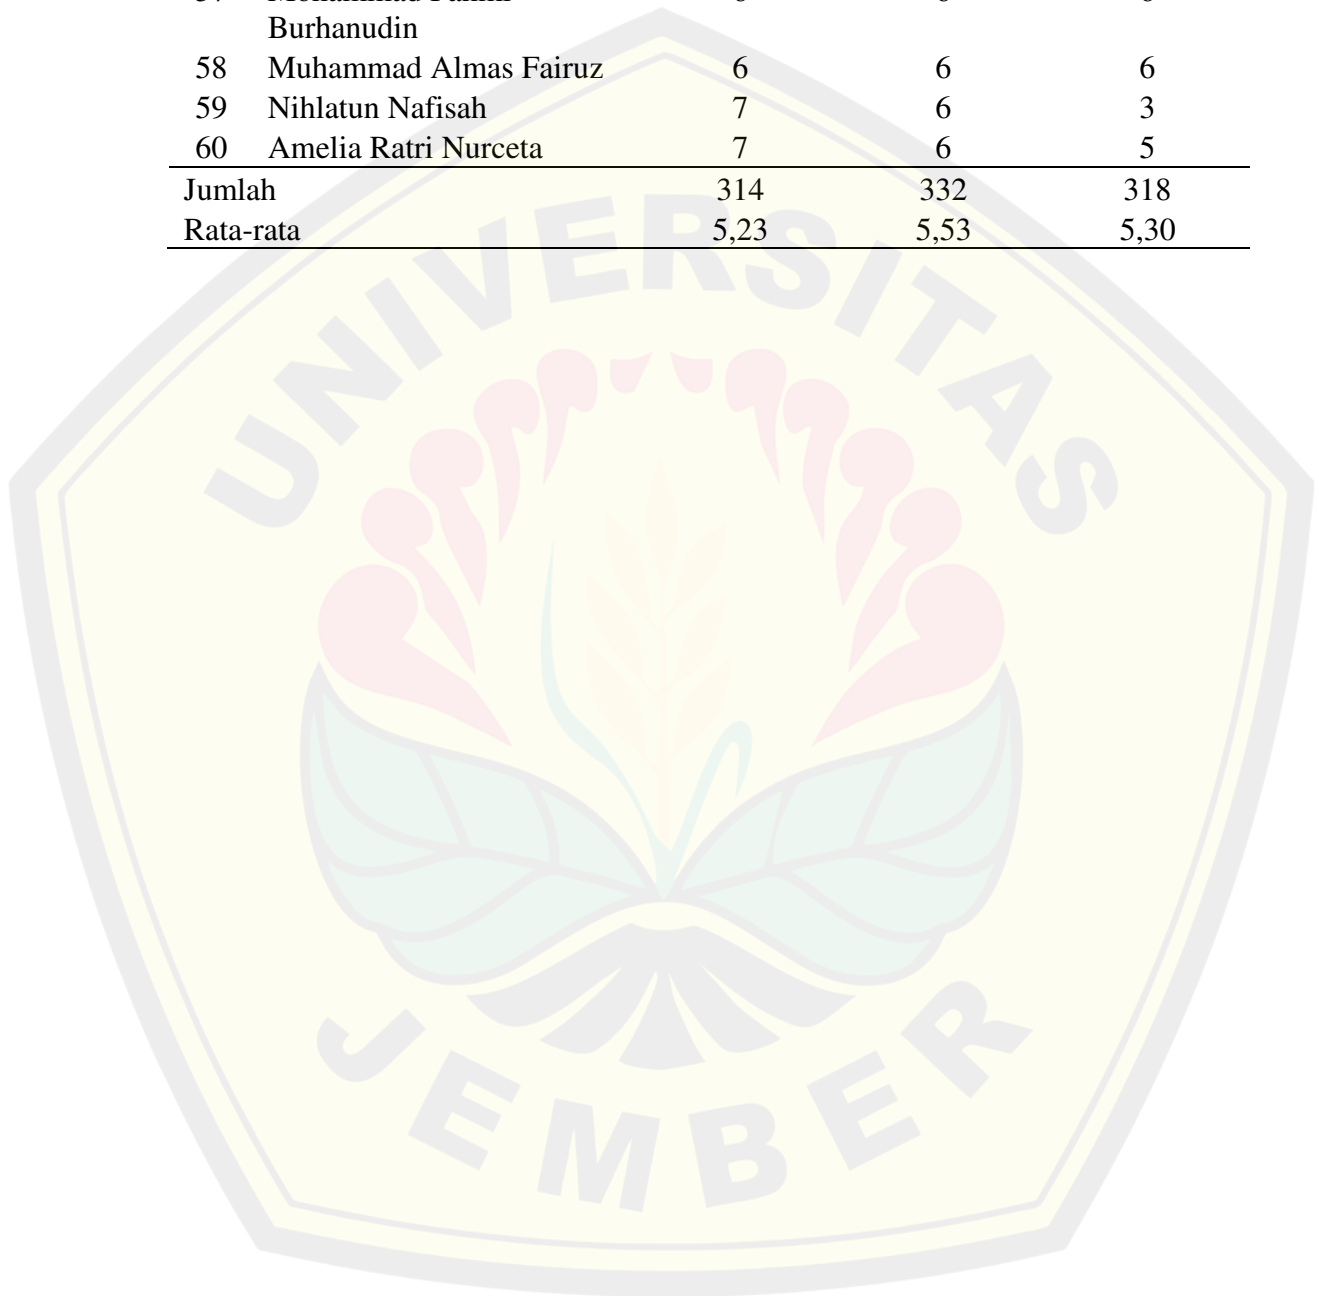 Burhanudin
58 Muhammad Almas Fairuz 6 6 6
59 Nihlatun Nafisah 7 6 3
60 Amelia Ratri Nurceta 7 6 5
Jumlah 314 332 318
Rata-rata 5,23 5,53 5,30
UNIVERSITAS
JEMBER